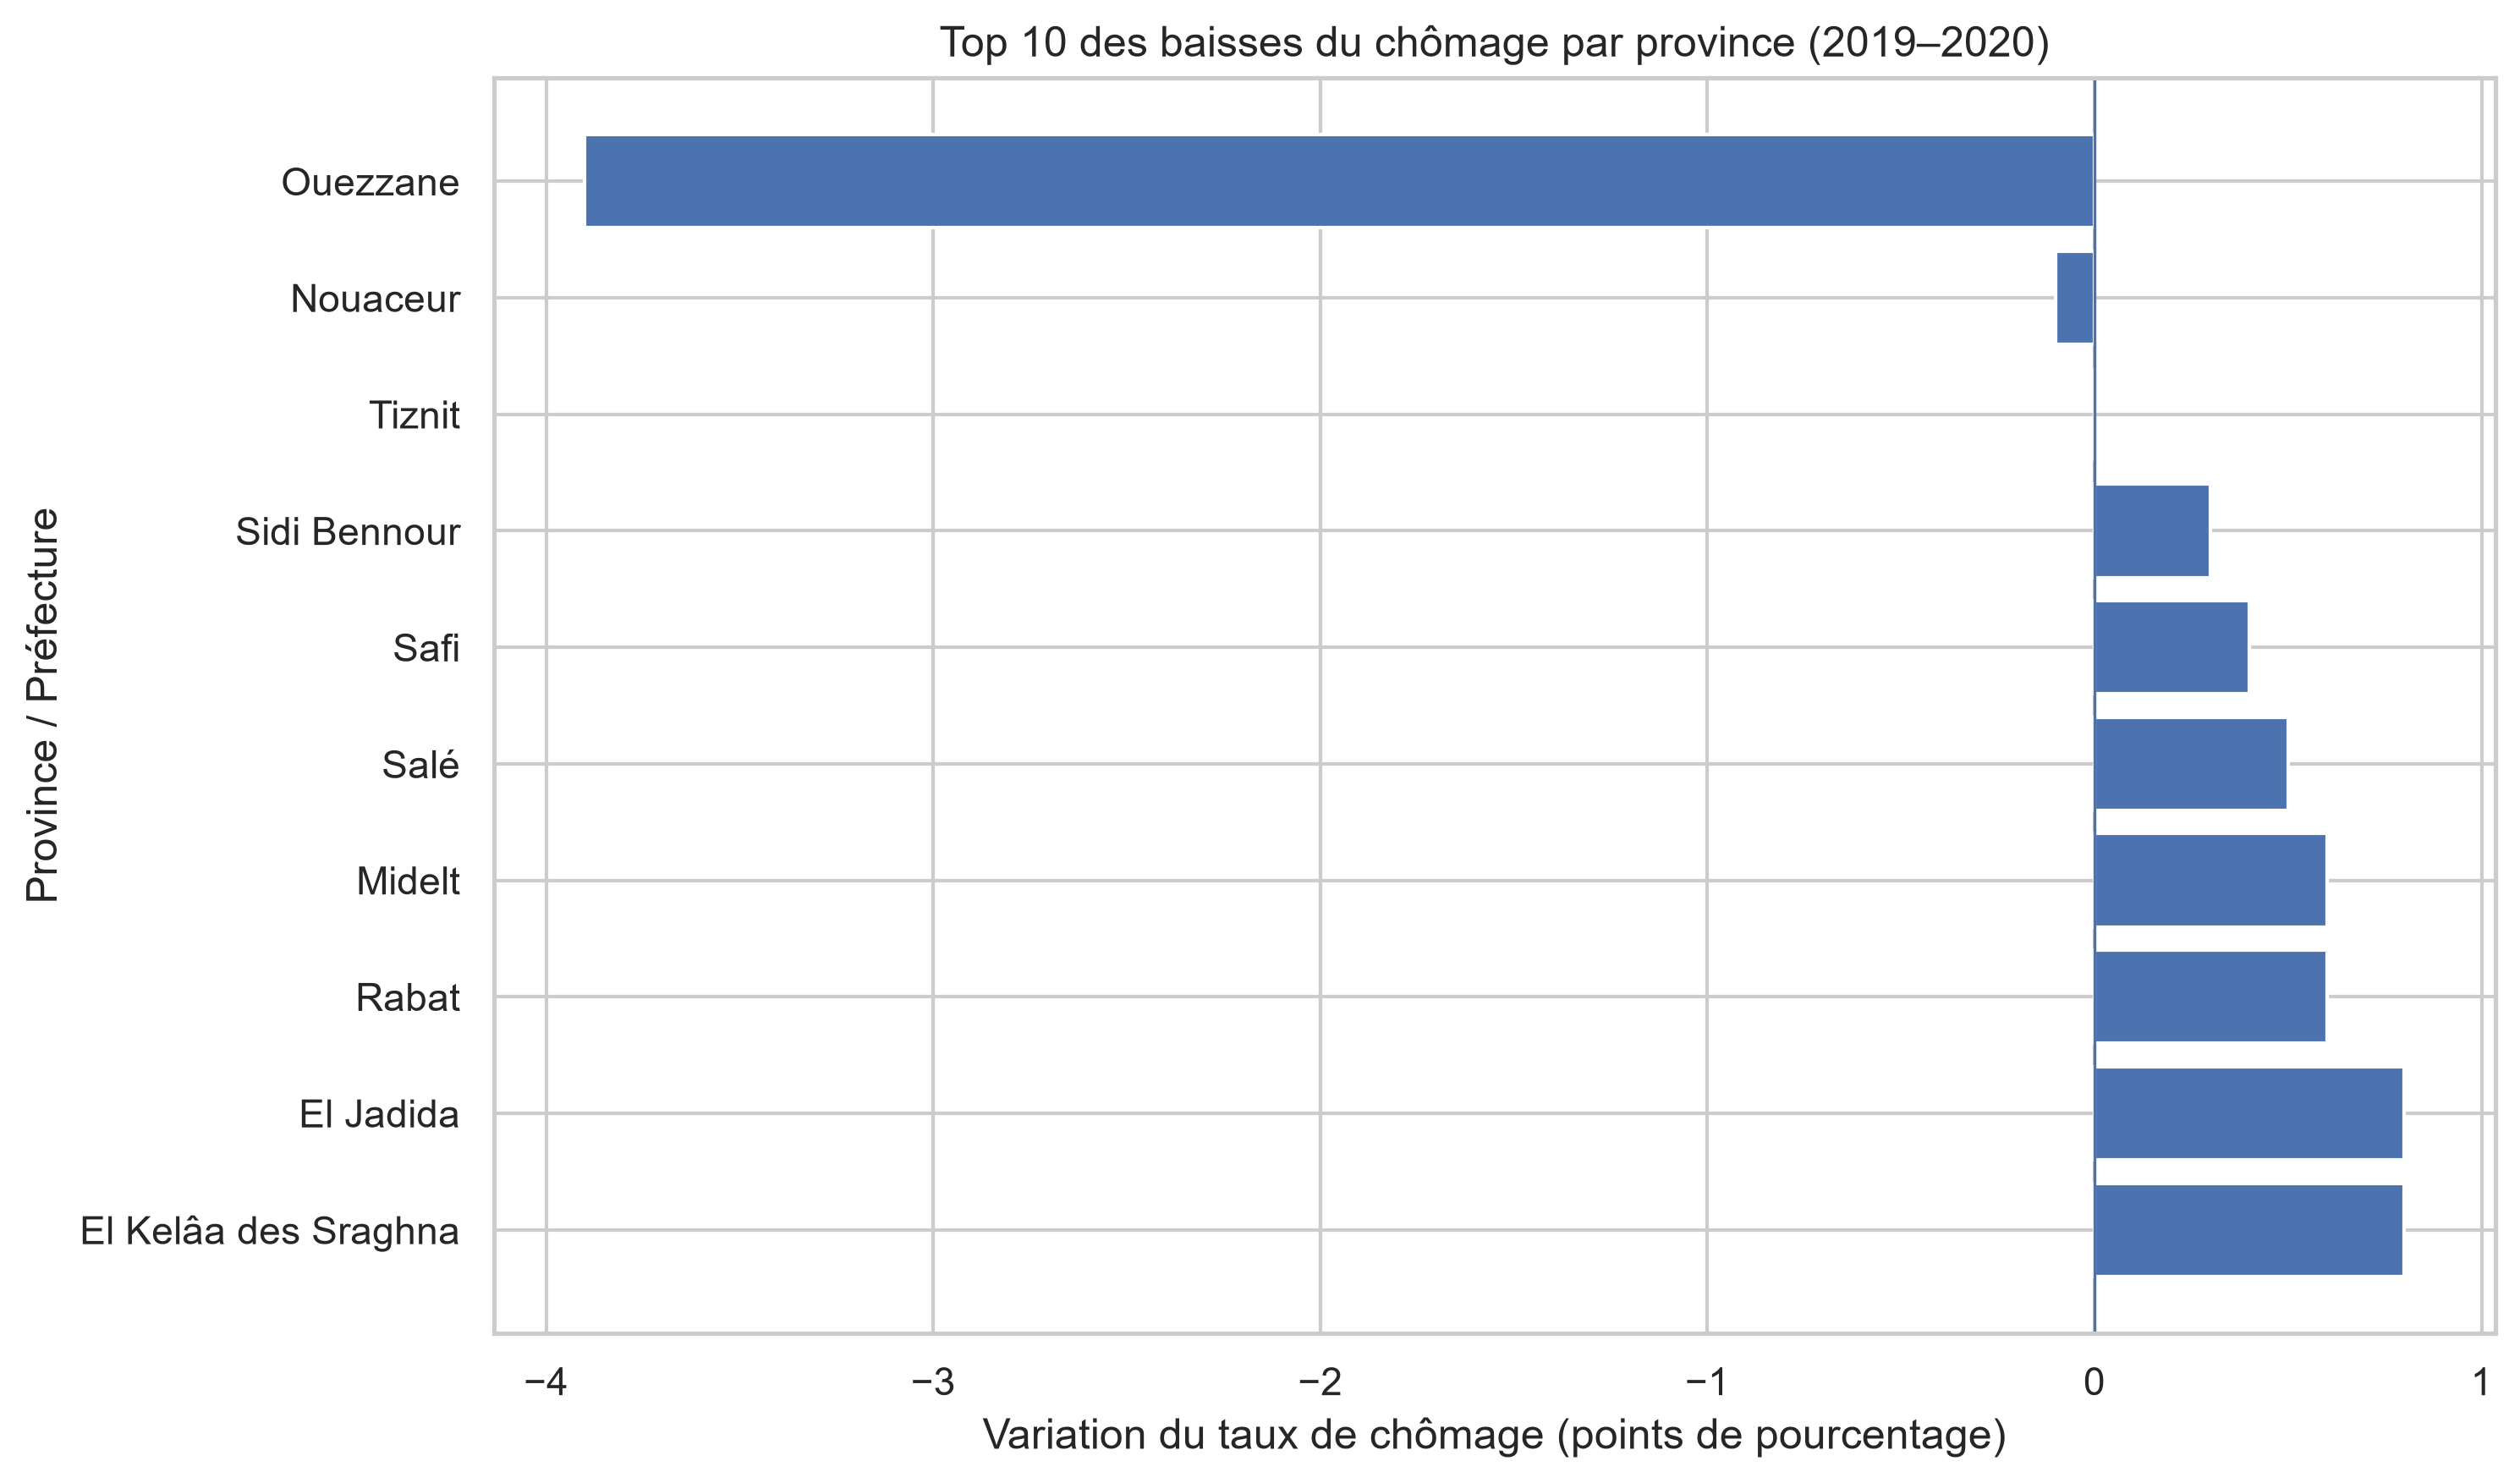 Top 10 des baisses du chômage par province (2019–2020)
Province / Préfecture
Ouezzane
Nouaceur
Tiznit
Sidi Bennour
Safi
Salé
Midelt
Rabat
El Jadida
El Kelâa des Sraghna
−4 −3 −2 −1 0 1
Variation du taux de chômage (points de pourcentage)